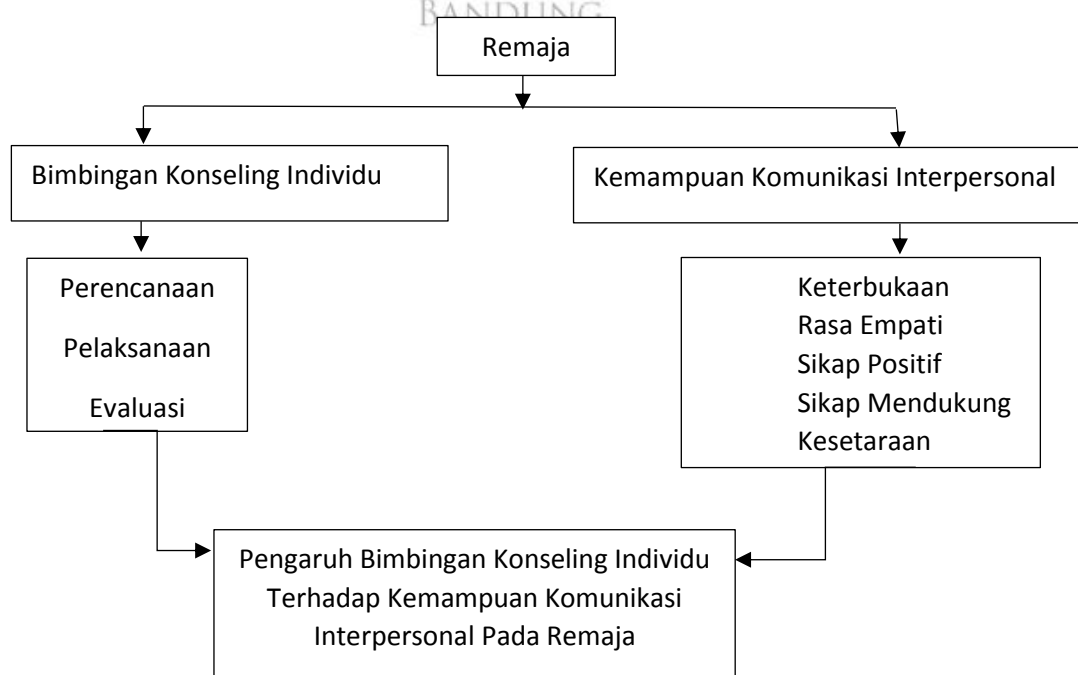 BANDUNG
Remaja
Bimbingan Konseling Individu
Kemampuan Komunikasi Interpersonal
Perencanaan
Pelaksanaan
Evaluasi
Keterbukaan
Rasa Empati
Sikap Positif
Sikap Mendukung
Kesetaraan
Pengaruh Bimbingan Konseling Individu
Terhadap Kemampuan Komunikasi
Interpersonal Pada Remaja